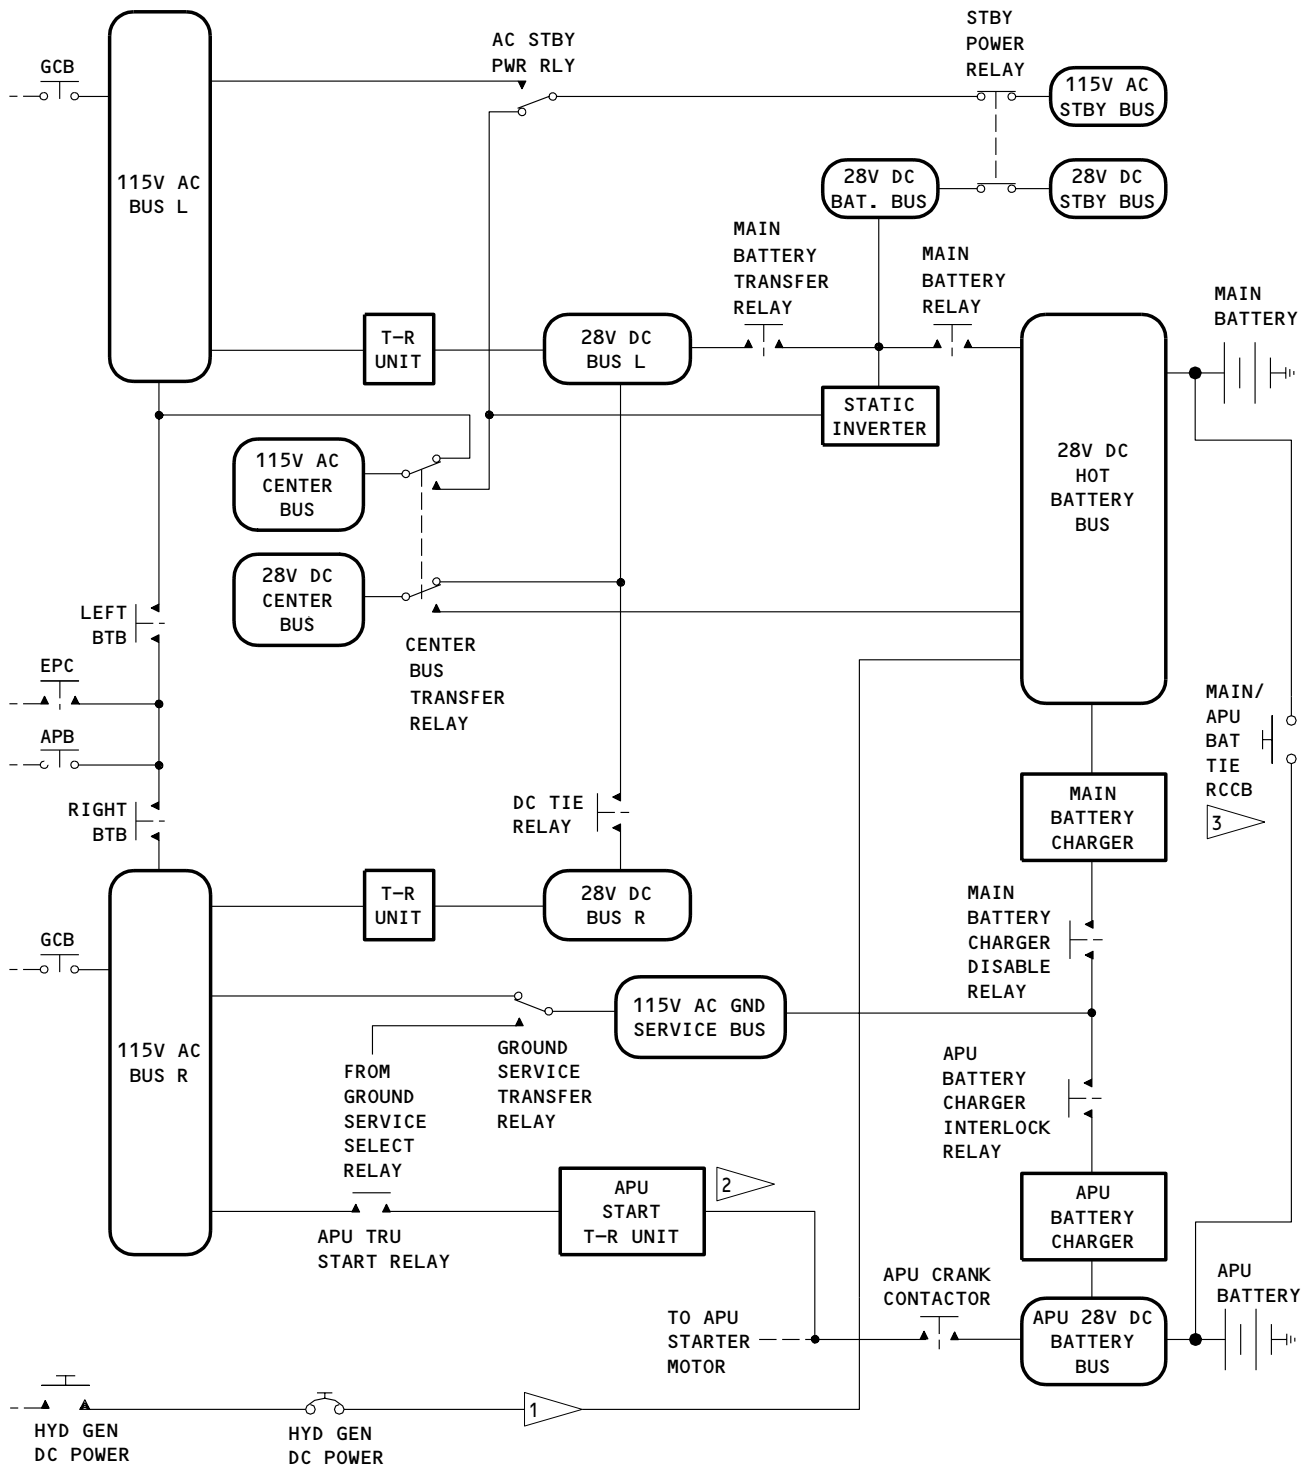 AC STBY
PWR RLY
STBY
POWER
RELAY
GCB
115V AC
STBY BUS
115V AC
BUS L
28V DC
BAT. BUS
28V DC
STBY BUS
MAIN
BATTERY
TRANSFER
RELAY
MAIN
BATTERY
RELAY
MAIN
BATTERY
T-R
UNIT
28V DC
BUS L
STATIC
INVERTER
115V AC
CENTER
BUS
28V DC
HOT
BATTERY
BUS
28V DC
CENTER
BUS
LEFT
BTB
CENTER
BUS
TRANSFER
RELAY
EPC
APB
MAIN/
APU
BAT
TIE
RCCB
3
RIGHT
BTB
DC TIE
RELAY
MAIN
BATTERY
CHARGER
T-R
UNIT
28V DC
BUS R
MAIN
BATTERY
CHARGER
DISABLE
RELAY
GCB
115V AC GND
SERVICE BUS
115V AC
BUS R
FROM
GROUND
SERVICE
SELECT
RELAY
GROUND
SERVICE
TRANSFER
RELAY
APU
BATTERY
CHARGER
INTERLOCK
RELAY
APU
START
T-R UNIT
2
APU
BATTERY
CHARGER
APU TRU
START RELAY
APU CRANK
CONTACTOR
APU
BATTERY
TO APU
STARTER
MOTOR
APU 28V DC
BATTERY
BUS
1
HYD GEN
DC POWER
HYD GEN
DC POWER